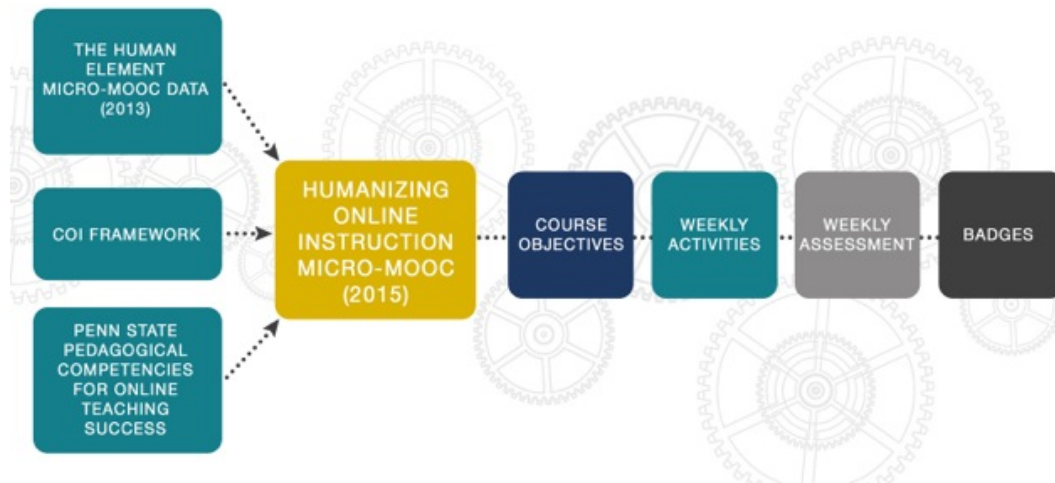 THE HUMAN
ELEMENT
MICRO-MOOC DATA
(2013)
COI FRAMEWORK
PENN STATE
PEDAGOGICAL
COMPETENCIES
FOR ONLINE
TEACHING
SUCCESS
HUMANIZING
ONLINE
INSTRUCTION
MICRO-MOOC
(2015)
COURSE
OBJECTIVES
WEEKLY
ACTIVITIES
WEEKLY
ASSESSMENT
BADGES